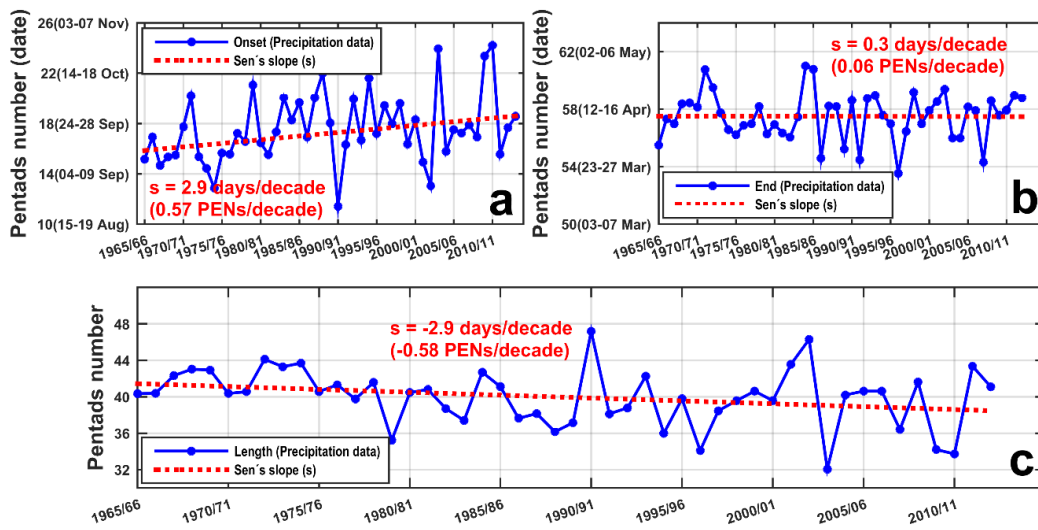 Pentads number (date)
26(03-07 Nov)
22(14-18 Oct)
18(24-28 Sep)
14(04-09 Sep)
10(15-19 Aug)
Onset (Precipitation data)
Sen´s slope (s)
s = 2.9 days/decade
(0.57 PENs/decade)
a
1965/66
1970/71
1975/76
1980/81
1985/86
1990/91
1995/96
2000/01
2005/06
2010/11
Pentads number (date)
62(02-06 May)
58(12-16 Apr)
54(23-27 Mar)
50(03-07 Mar)
s = 0.3 days/decade
(0.06 PENs/decade)
End (Precipitation data)
Sen´s slope (s)
b
1965/66
1970/71
1975/76
1980/81
1985/86
1990/91
1995/96
2000/01
2005/06
2010/11
Pentads number
48
44
40
36
32
s = -2.9 days/decade
(-0.58 PENs/decade)
Length (Precipitation data)
Sen´s slope (s)
c
1965/66
1970/71
1975/76
1980/81
1985/86
1990/91
1995/96
2000/01
2005/06
2010/11